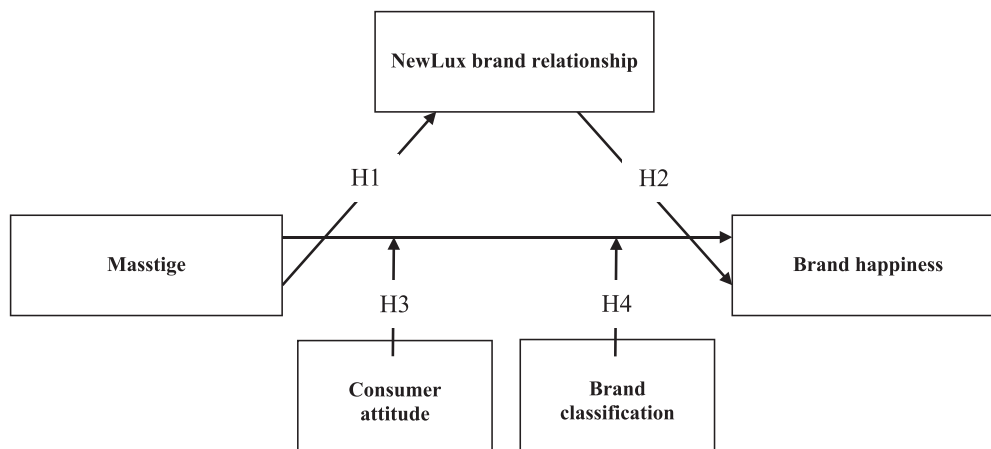 NewLux brand relationship
H1
H2
Masstige
Brand happiness
H3
H4
Consumer
attitude
Brand
classification